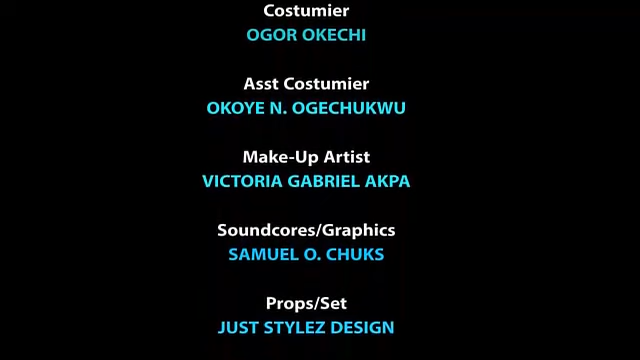 Costumier
OGOR OKECHI
Asst Costumier
OKOYE N. OGECHUKWU
Make-Up Artist
VICTORIA GABRIEL AKPA
Soundcores/Graphics
SAMUEL O. CHUKS
Props/Set
JUST STYLEZ DESIGN